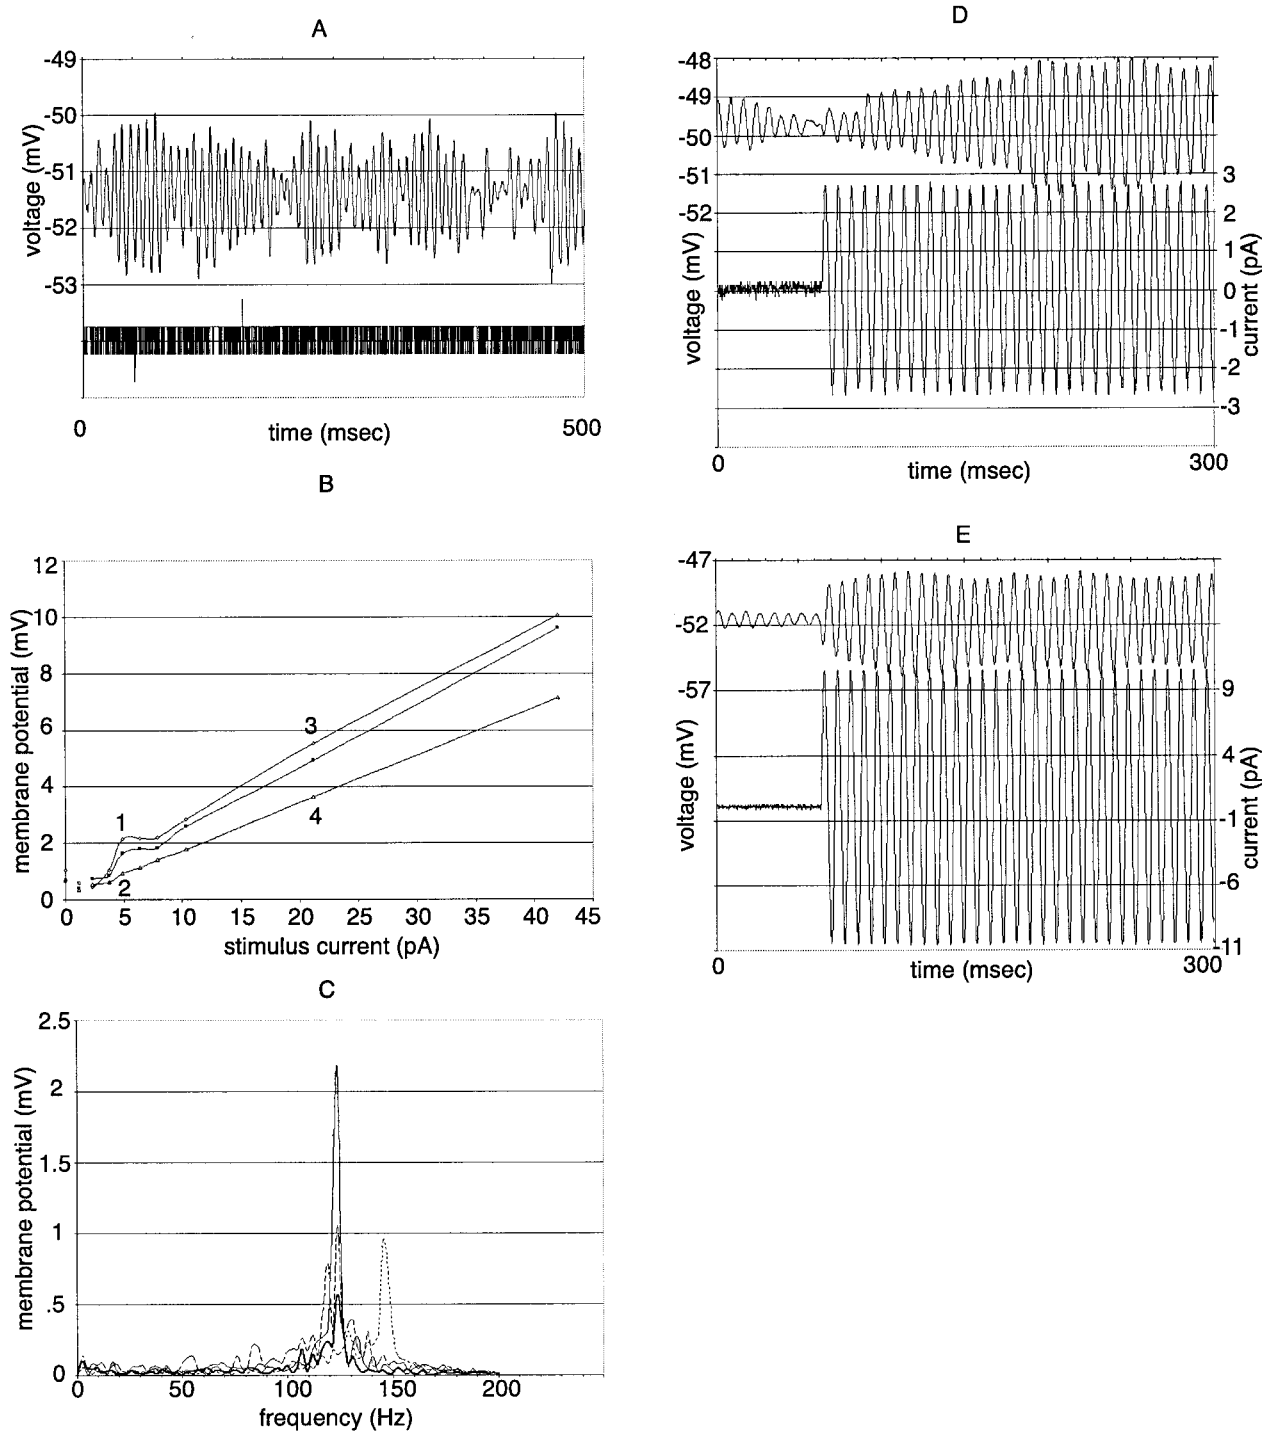 A
-49
-50
-51
-52
-53
voltage (mV)
0
500
time (msec)
B
12
10
8
6
4
2
0
membrane potential (mV)
1
2
3
4
0 5 10 15 20 25 30 35 40 45
stimulus current (pA)
C
2.5
2
1.5
1
.5
0
membrane potential (mV)
0 50 100 150 200
frequency (Hz)
D
-48
-49
-50
-51
-52
voltage (mV)
3
2
1
0
-1
-2
-3
current (pA)
0
300
time (msec)
E
-47
-52
-57
voltage (mV)
9
4
-1
-6
-11
current (pA)
0
300
time (msec)